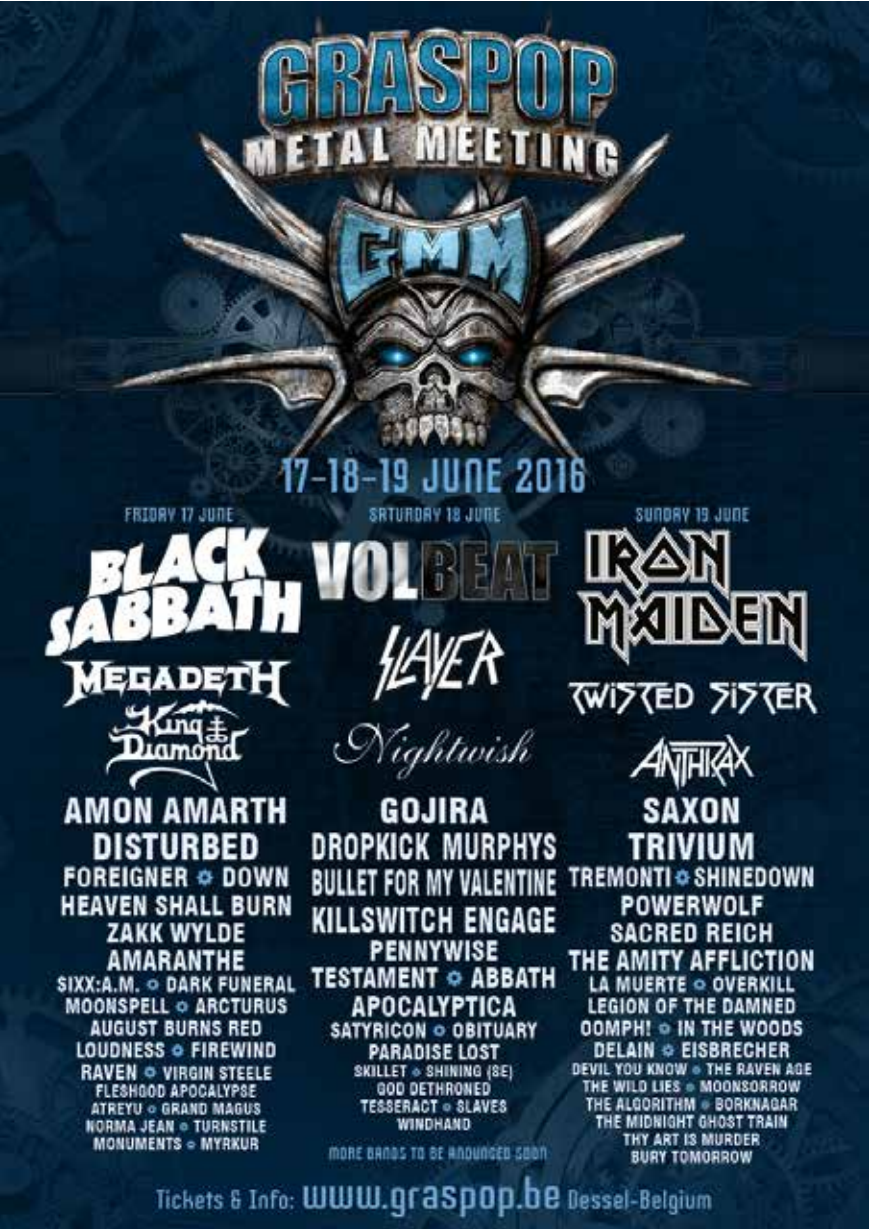 GRASPOP
METAL MEETING
GMM
17-18-19 JUNE 2016
FRIDAY 17 JUNE
BLACK
SABBATH
MEGADETH
King
Diamond
AMON AMARTH
DISTURBED
FOREIGNER DOWN
HEAVEN SHALL BURN
ZAKK WYLDE
AMARANTHE
SIXX:A.M. DARK FUNERAL
MOONSPELL ARCTURUS
AUGUST BURNS RED
LOUDNESS FIREWIND
RAVEN VIRGIN STEELE
FLESHGOD APOCALYPSE
ATREYU GRAND MAGUS
NORMA JEAN TURNSTILE
MONUMENTS MYRKUR
SATURDAY 18 JUNE
VOLBEAT
SLAYER
Nightwish
GOJIRA
DROPKICK MURPHYS
BULLET FOR MY VALENTINE
KILLSWITCH ENGAGE
PENNYWISE
TESTAMENT ABBATH
APOCALYPTICA
SATYRICON OBITUARY
PARADISE LOST
SKILLET SHINING (SE)
GOD DETHRONED
TESSERACT SLAVES
WINDHAND
MORE BANDS TO BE ANOUNCED SOON
SUNDAY 19 JUNE
IRON
MAIDEN
TWiSTED SiSTER
ANTHRAX
SAXON
TRIVIUM
TREMONTI SHINEDOWN
POWERWOLF
SACRED REICH
THE AMITY AFFLICTION
LA MUERTE OVERKILL
LEGION OF THE DAMNED
OOMPH! IN THE WOODS
DELAIN EISBRECHER
DEVIL YOU KNOW THE RAVEN AGE
THE WILD LIES MOONSORROW
THE ALGORITHM BORKNAGAR
THE MIDNIGHT GHOST TRAIN
THY ART IS MURDER
BURY TOMORROW
Tickets & Info: www.graspop.be Dessel-Belgium